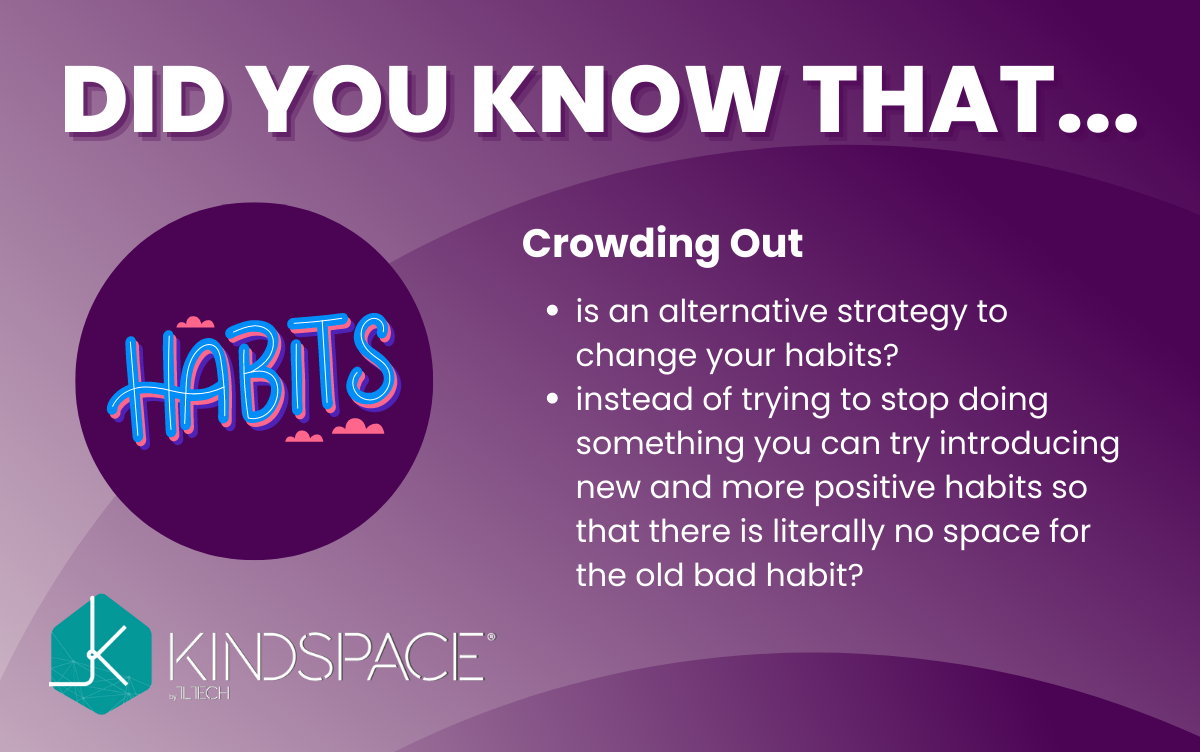 DID YOU KNOW THAT...
HABITS
Crowding Out
• is an alternative strategy to
change your habits?
• instead of trying to stop doing
something you can try introducing
new and more positive habits so
that there is literally no space for
the old bad habit?
KINDSPACE®
by TLTECH